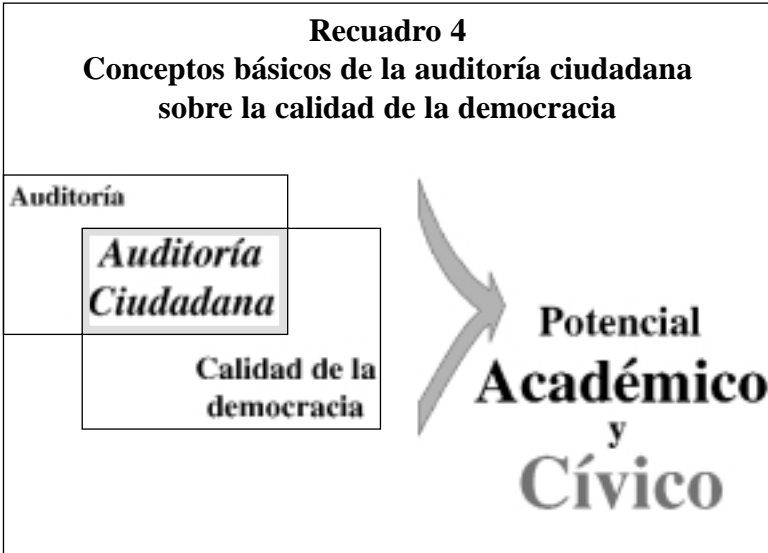 Recuadro 4
Conceptos básicos de la auditoría ciudadana
sobre la calidad de la democracia
Auditoría
Auditoría
Ciudadana
Calidad de la
democracia
Potencial
Académico
y
Cívico